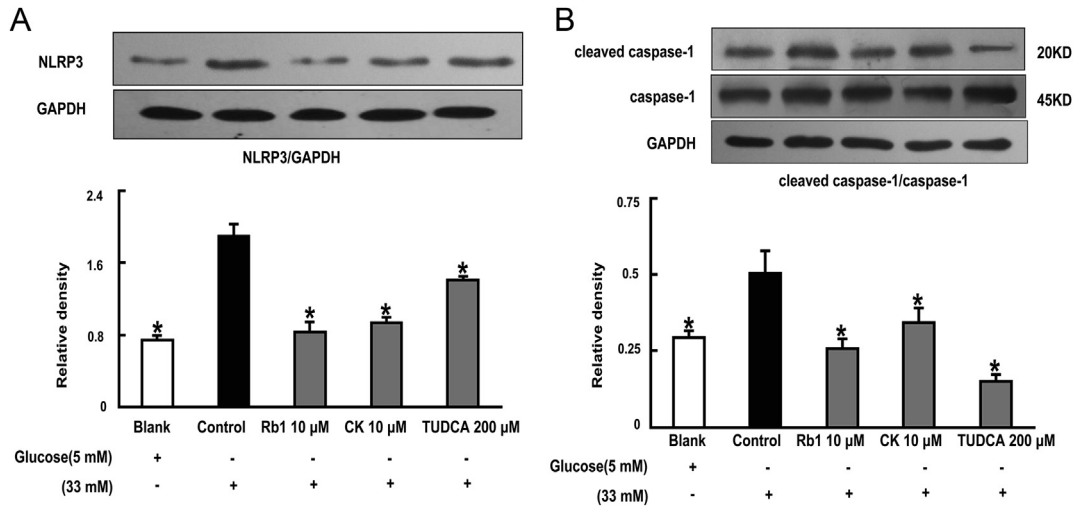 A
NLRP3
GAPDH
NLRP3/GAPDH
2.4
1.6
0.8
0
Relative density
* * * *
Blank Control Rb1 10 μM CK 10 μM TUDCA 200 μM
Glucose(5 mM) + - - - -
(33 mM) - + + + +
B
cleaved caspase-1 20KD
caspase-1 45KD
GAPDH
cleaved caspase-1/caspase-1
0.75
0.5
0.25
0
Relative density
* * * *
Blank Control Rb1 10 μM CK 10 μM TUDCA 200 μM
Glucose(5 mM) + - - - -
(33 mM) - + + + +